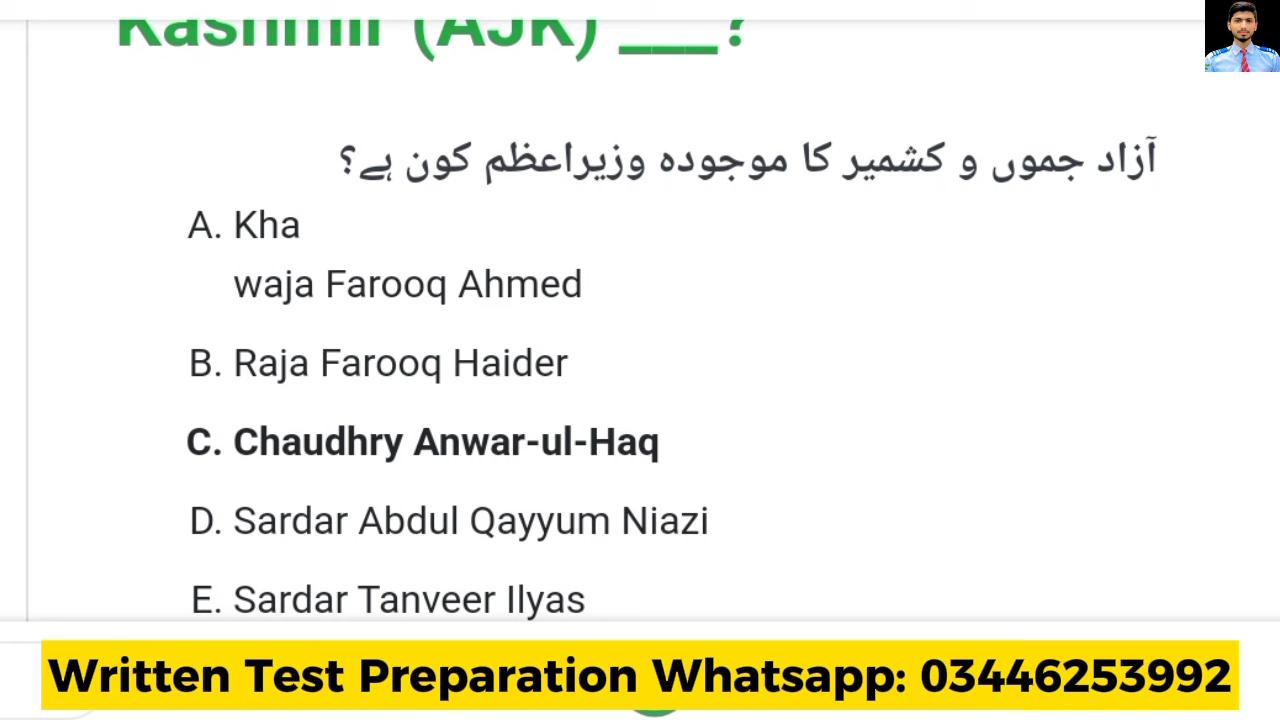 Kashmir (AJK) ___?
آزاد جموں و کشمیر کا موجودہ وزیراعظم کون ہے؟
A. Kha
waja Farooq Ahmed
B. Raja Farooq Haider
C. Chaudhry Anwar-ul-Haq
D. Sardar Abdul Qayyum Niazi
E. Sardar Tanveer Ilyas
Written Test Preparation Whatsapp: 03446253992